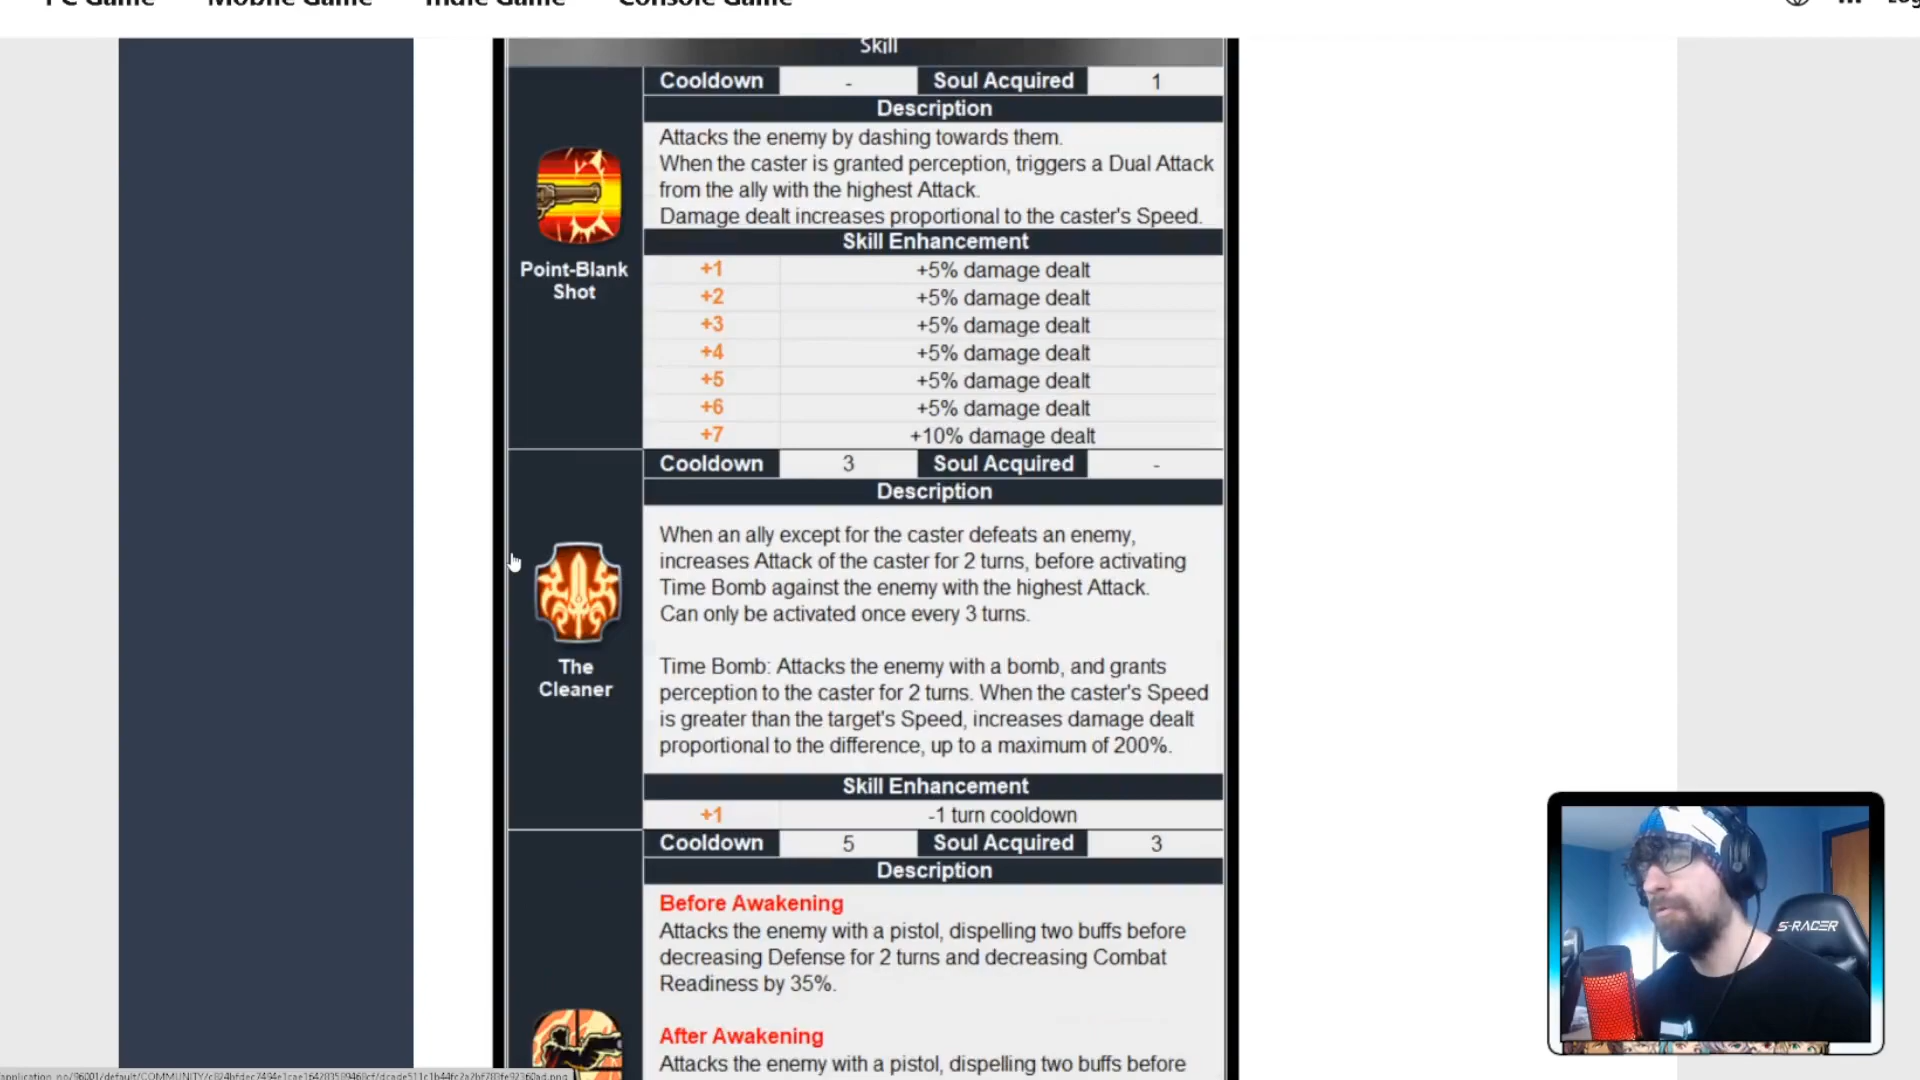 PC Game Mobile Game Indie Game Console Game
Skill
Cooldown - Soul Acquired 1
Description
Attacks the enemy by dashing towards them.
When the caster is granted perception, triggers a Dual Attack
from the ally with the highest Attack.
Damage dealt increases proportional to the caster's Speed.
Point-Blank
Shot
Skill Enhancement
+1 +5% damage dealt
+2 +5% damage dealt
+3 +5% damage dealt
+4 +5% damage dealt
+5 +5% damage dealt
+6 +5% damage dealt
+7 +10% damage dealt
Cooldown 3 Soul Acquired -
Description
When an ally except for the caster defeats an enemy,
increases Attack of the caster for 2 turns, before activating
Time Bomb against the enemy with the highest Attack.
Can only be activated once every 3 turns.
Time Bomb: Attacks the enemy with a bomb, and grants
perception to the caster for 2 turns. When the caster's Speed
is greater than the target's Speed, increases damage dealt
proportional to the difference, up to a maximum of 200%.
The
Cleaner
Skill Enhancement
+1 -1 turn cooldown
Cooldown 5 Soul Acquired 3
Description
Before Awakening
Attacks the enemy with a pistol, dispelling two buffs before
decreasing Defense for 2 turns and decreasing Combat
Readiness by 35%.
After Awakening
Attacks the enemy with a pistol, dispelling two buffs before
S-RACER